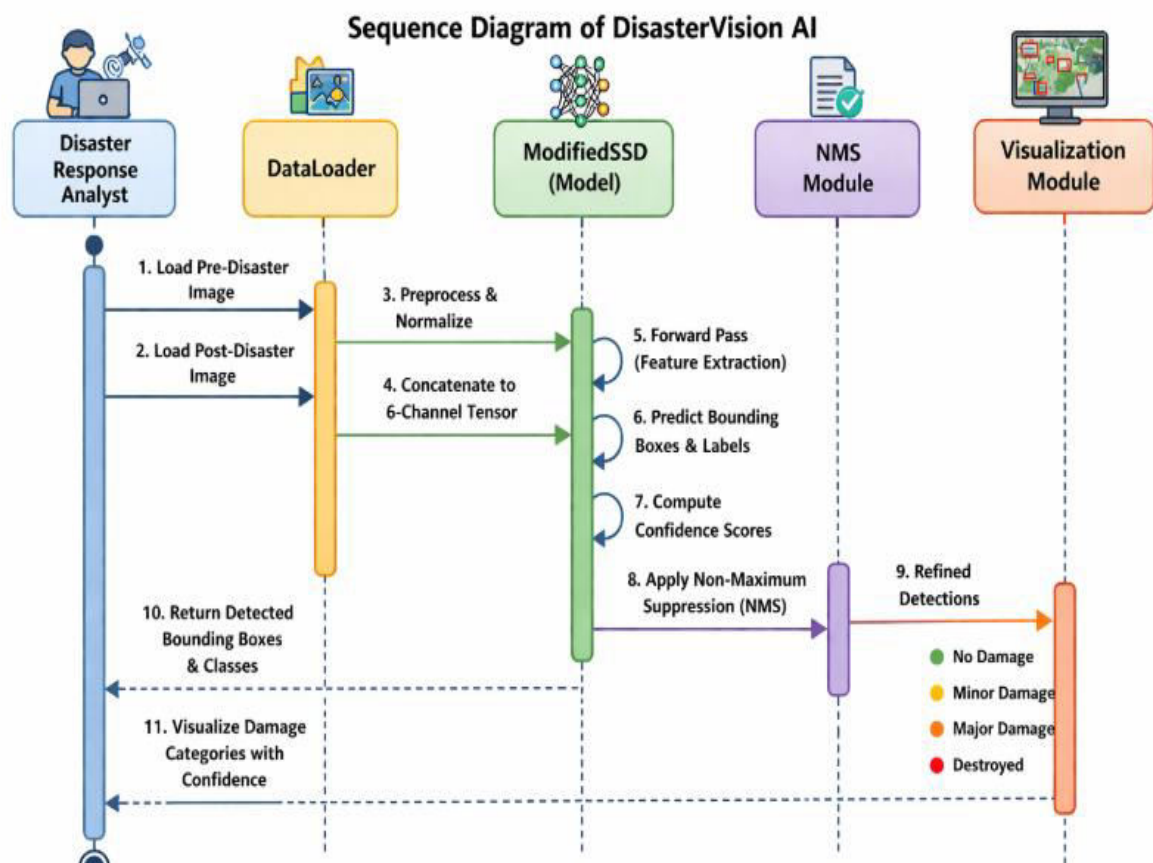 Sequence Diagram of DisasterVision AI
Disaster
Response
Analyst
DataLoader
ModifiedSSD
(Model)
NMS
Module
Visualization
Module
1. Load Pre-Disaster
Image
2. Load Post-Disaster
Image
3. Preprocess &
Normalize
4. Concatenate to
6-Channel Tensor
5. Forward Pass
(Feature Extraction)
6. Predict Bounding
Boxes & Labels
7. Compute
Confidence Scores
8. Apply Non-Maximum
Suppression (NMS)
9. Refined
Detections
No Damage
Minor Damage
Major Damage
Destroyed
10. Return Detected
Bounding Boxes
& Classes
11. Visualize Damage
Categories with
Confidence